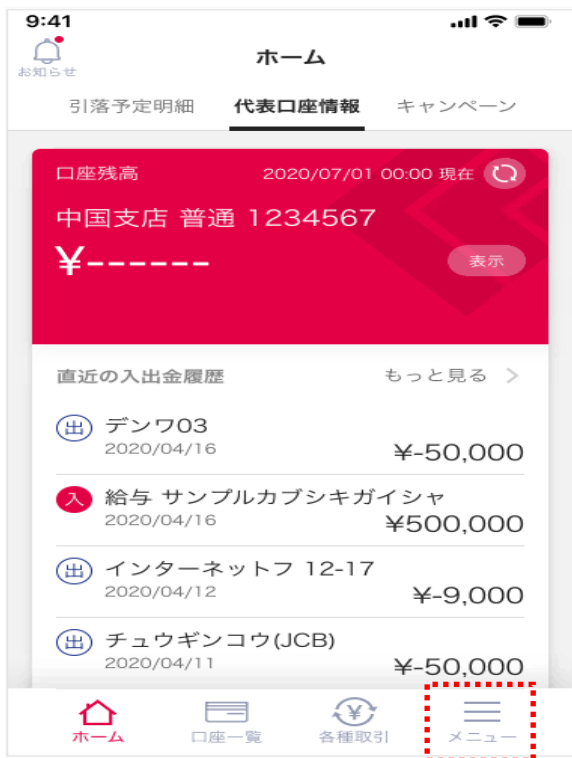 9:41
お知らせ
ホーム
引落予定明細 代表口座情報 キャンペーン
口座残高 2020/07/01 00:00 現在
中国支店 普通 1234567
¥------ 表示
直近の入出金履歴 もっと見る >
出 デンワ03
2020/04/16 ¥-50,000
入 給与 サンプルカブシキガイシャ
2020/04/16 ¥500,000
出 インターネットフ 12-17
2020/04/12 ¥-9,000
出 チュウギンコウ(JCB)
2020/04/11 ¥-50,000
ホーム 口座一覧 各種取引 メニュー